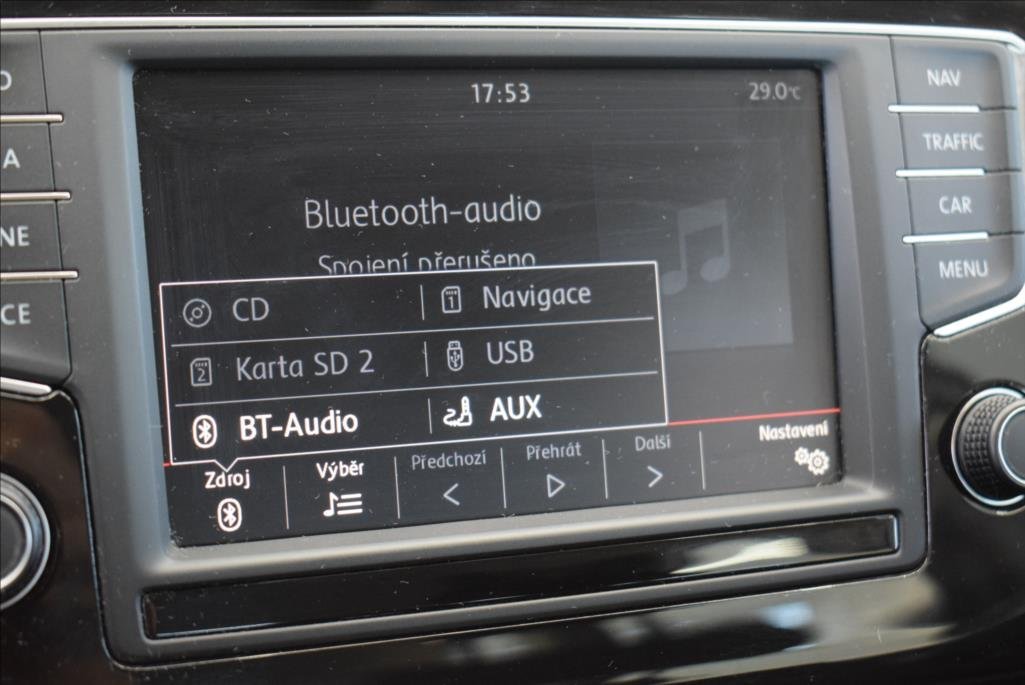 17:53 29.0°C
Bluetooth-audio
Spojení přerušeno
CD Navigace
Karta SD 2 USB
BT-Audio AUX
Zdroj Výběr Předchozí Přehrát Další Nastavení
NAV
TRAFFIC
CAR
MENU